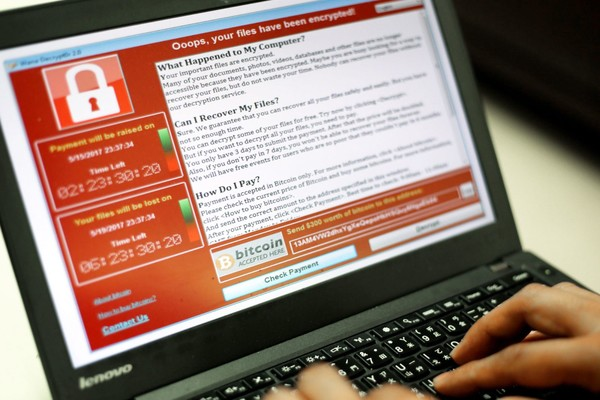 Wana Decrypt0r 2.0
Ooops, your files have been encrypted!
What Happened to My Computer?
Your important files are encrypted.
Many of your documents, photos, videos, databases and other files are no longer
accessible because they have been encrypted. Maybe you are busy looking for a way to
recover your files, but do not waste your time. Nobody can recover your files without
our decryption service.
Can I Recover My Files?
Sure. We guarantee that you can recover all your files safely and easily. But you have
not so enough time.
You can decrypt some of your files for free. Try now by clicking <Decrypt>.
But if you want to decrypt all your files, you need to pay.
You only have 3 days to submit the payment. After that the price will be doubled.
Also, if you don't pay in 7 days, you won't be able to recover your files forever.
We will have free events for users who are so poor that they couldn't pay in 6 months.
How Do I Pay?
Payment is accepted in Bitcoin only. For more information, click <About bitcoin>.
Please check the current price of Bitcoin and buy some bitcoins. For more information,
click <How to buy bitcoins>.
And send the correct amount to the address specified in this window.
After your payment, click <Check Payment>. Best time to check:
Payment will be raised on
5/15/2017 23:37:34
Time Left
02:23:30:20
Your files will be lost on
5/19/2017 23:37:34
Time Left
06:23:30:20
About bitcoin
How to buy bitcoins?
Contact Us
bitcoin
ACCEPTED HERE
Send $300 worth of bitcoin to this address:
Check Payment
Decrypt
lenovo